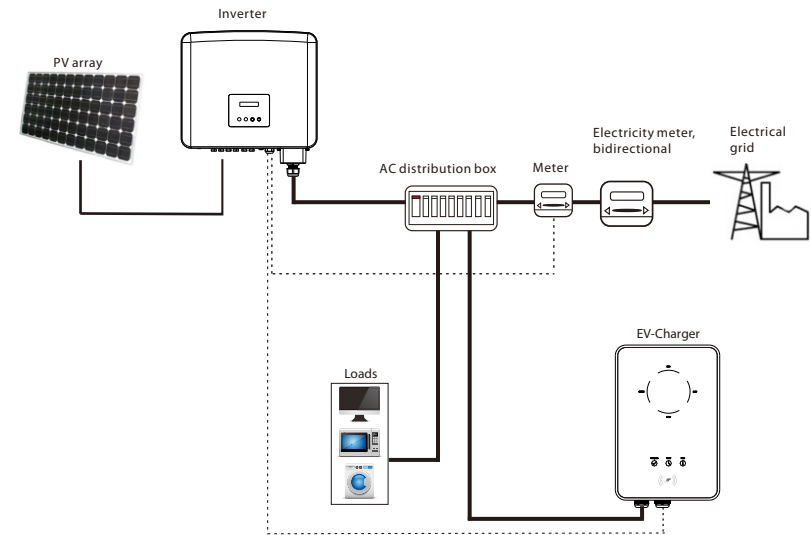 Inverter
PV array
Electricity meter,
bidirectional
Electrical
grid
AC distribution box
Meter
EV-Charger
Loads